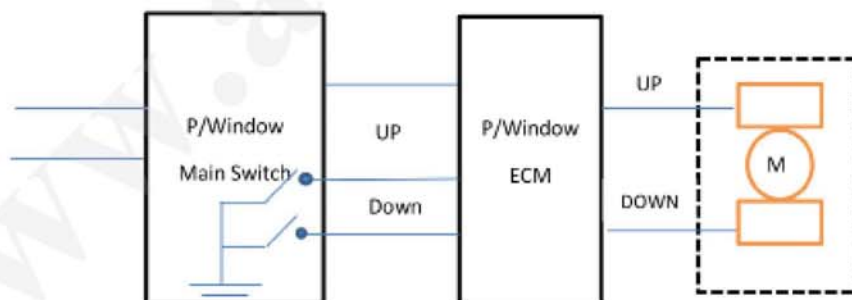 P/Window
Main Switch
UP
Down
P/Window
ECM
UP
DOWN
M